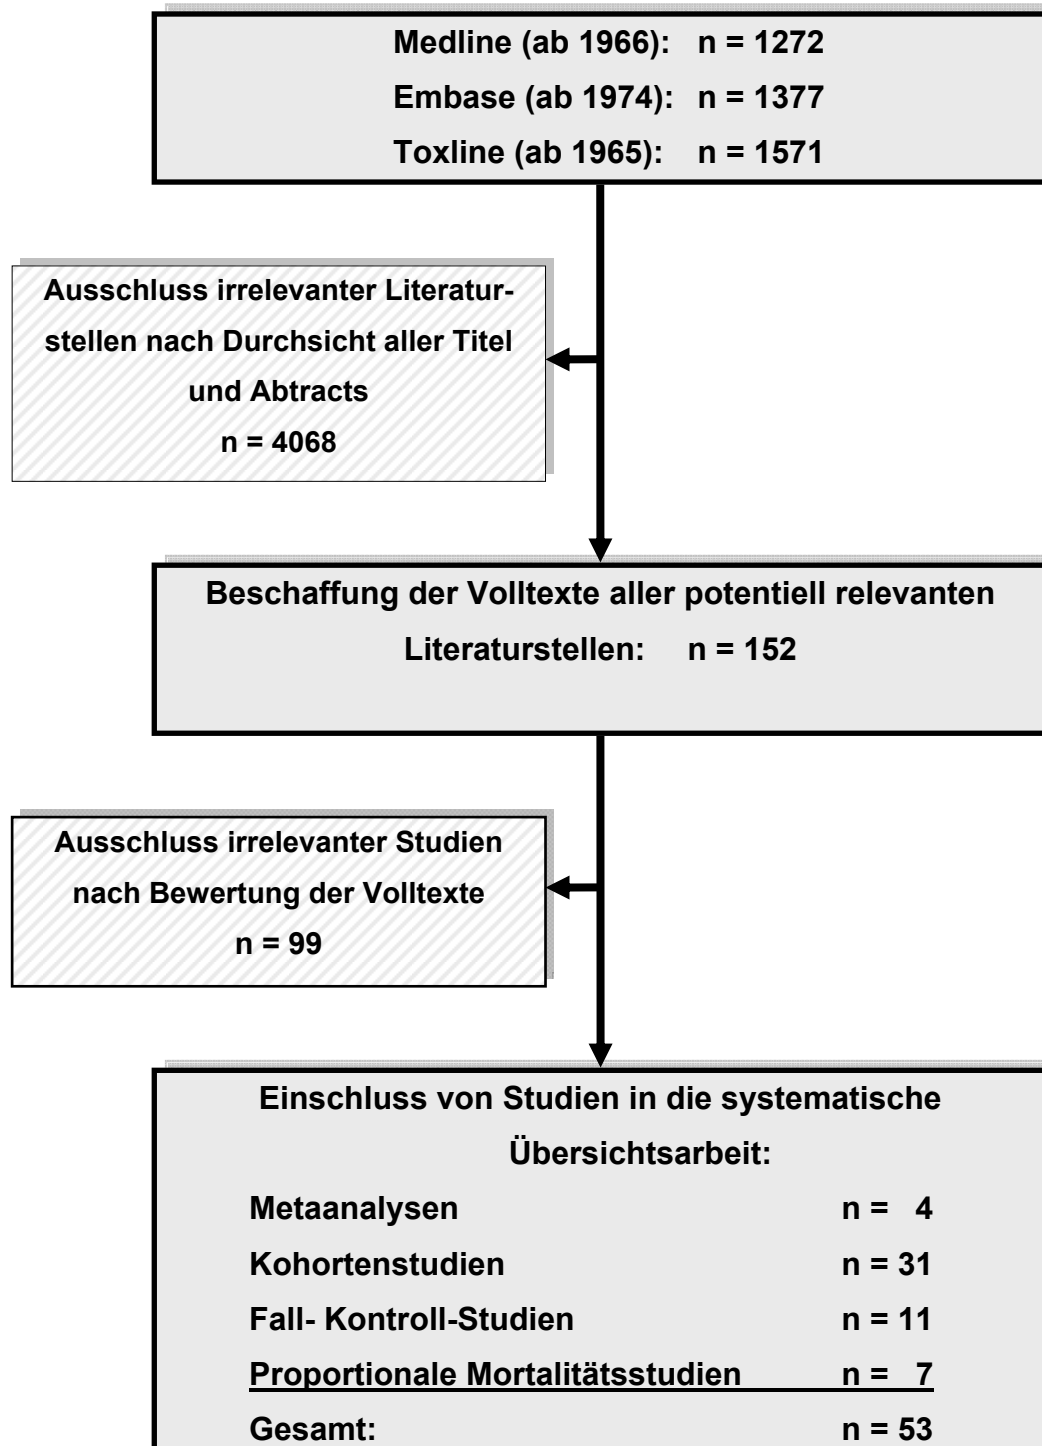 Medline (ab 1966): n = 1272
Embase (ab 1974): n = 1377
Toxline (ab 1965): n = 1571
Ausschluss irrelevanter Literatur-
stellen nach Durchsicht aller Titel
und Abtracts
n = 4068
Beschaffung der Volltexte aller potentiell relevanten
Literaturstellen: n = 152
Ausschluss irrelevanter Studien
nach Bewertung der Volltexte
n = 99
Einschluss von Studien in die systematische
Übersichtsarbeit:
Metaanalysen n = 4
Kohortenstudien n = 31
Fall- Kontroll-Studien n = 11
Proportionale Mortalitätsstudien n = 7
Gesamt: n = 53